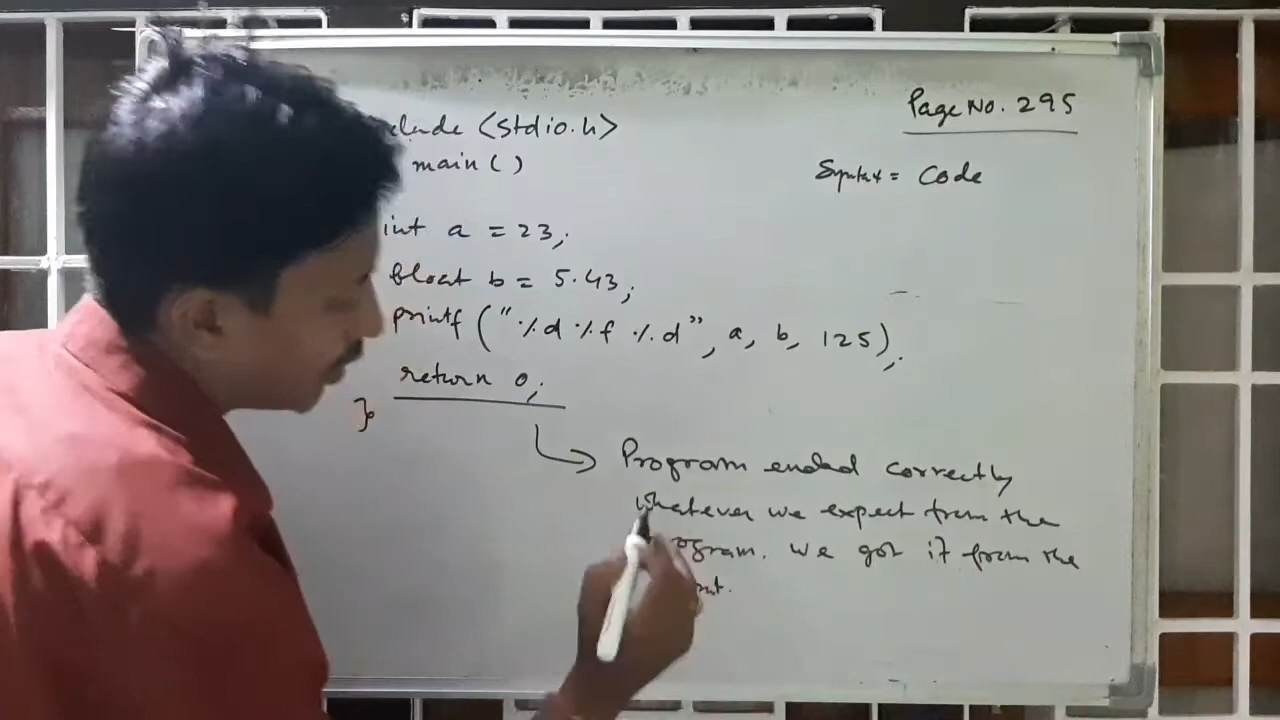 Page No. 295
clude <stdio.h>
main ( )
Syntax = Code
int a = 23;
float b = 5.43;
printf ("%d %f %d", a, b, 125);
return 0;
}
Program ended correctly
whatever we expect from the
ogram. We got it from the